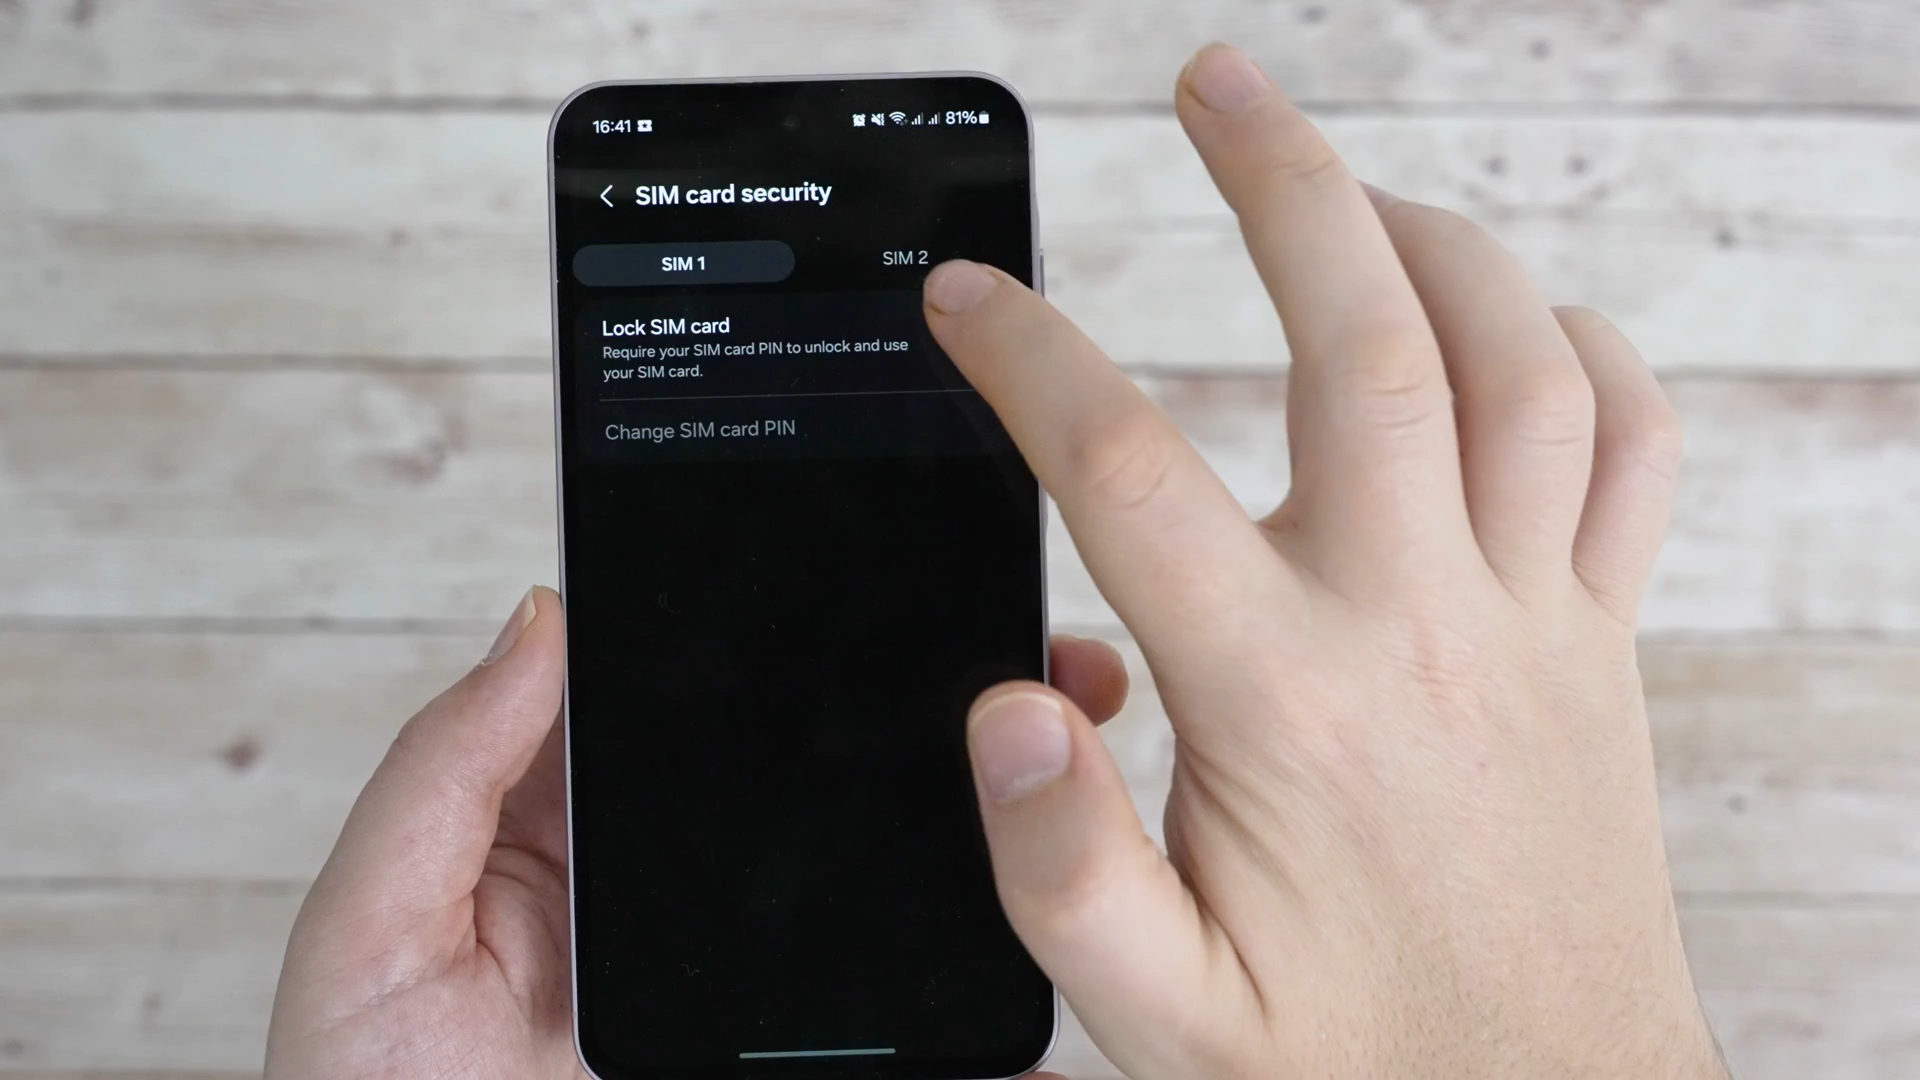 16:41
81%
SIM card security
SIM 1
SIM 2
Lock SIM card
Require your SIM card PIN to unlock and use
your SIM card.
Change SIM card PIN